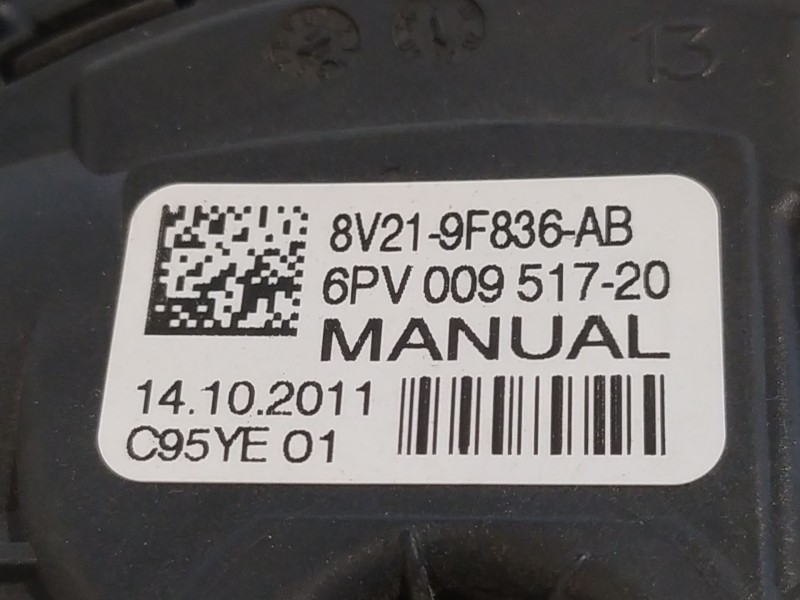 13
8V21-9F836-AB
6PV 009 517-20
MANUAL
14.10.2011
C95YE 01